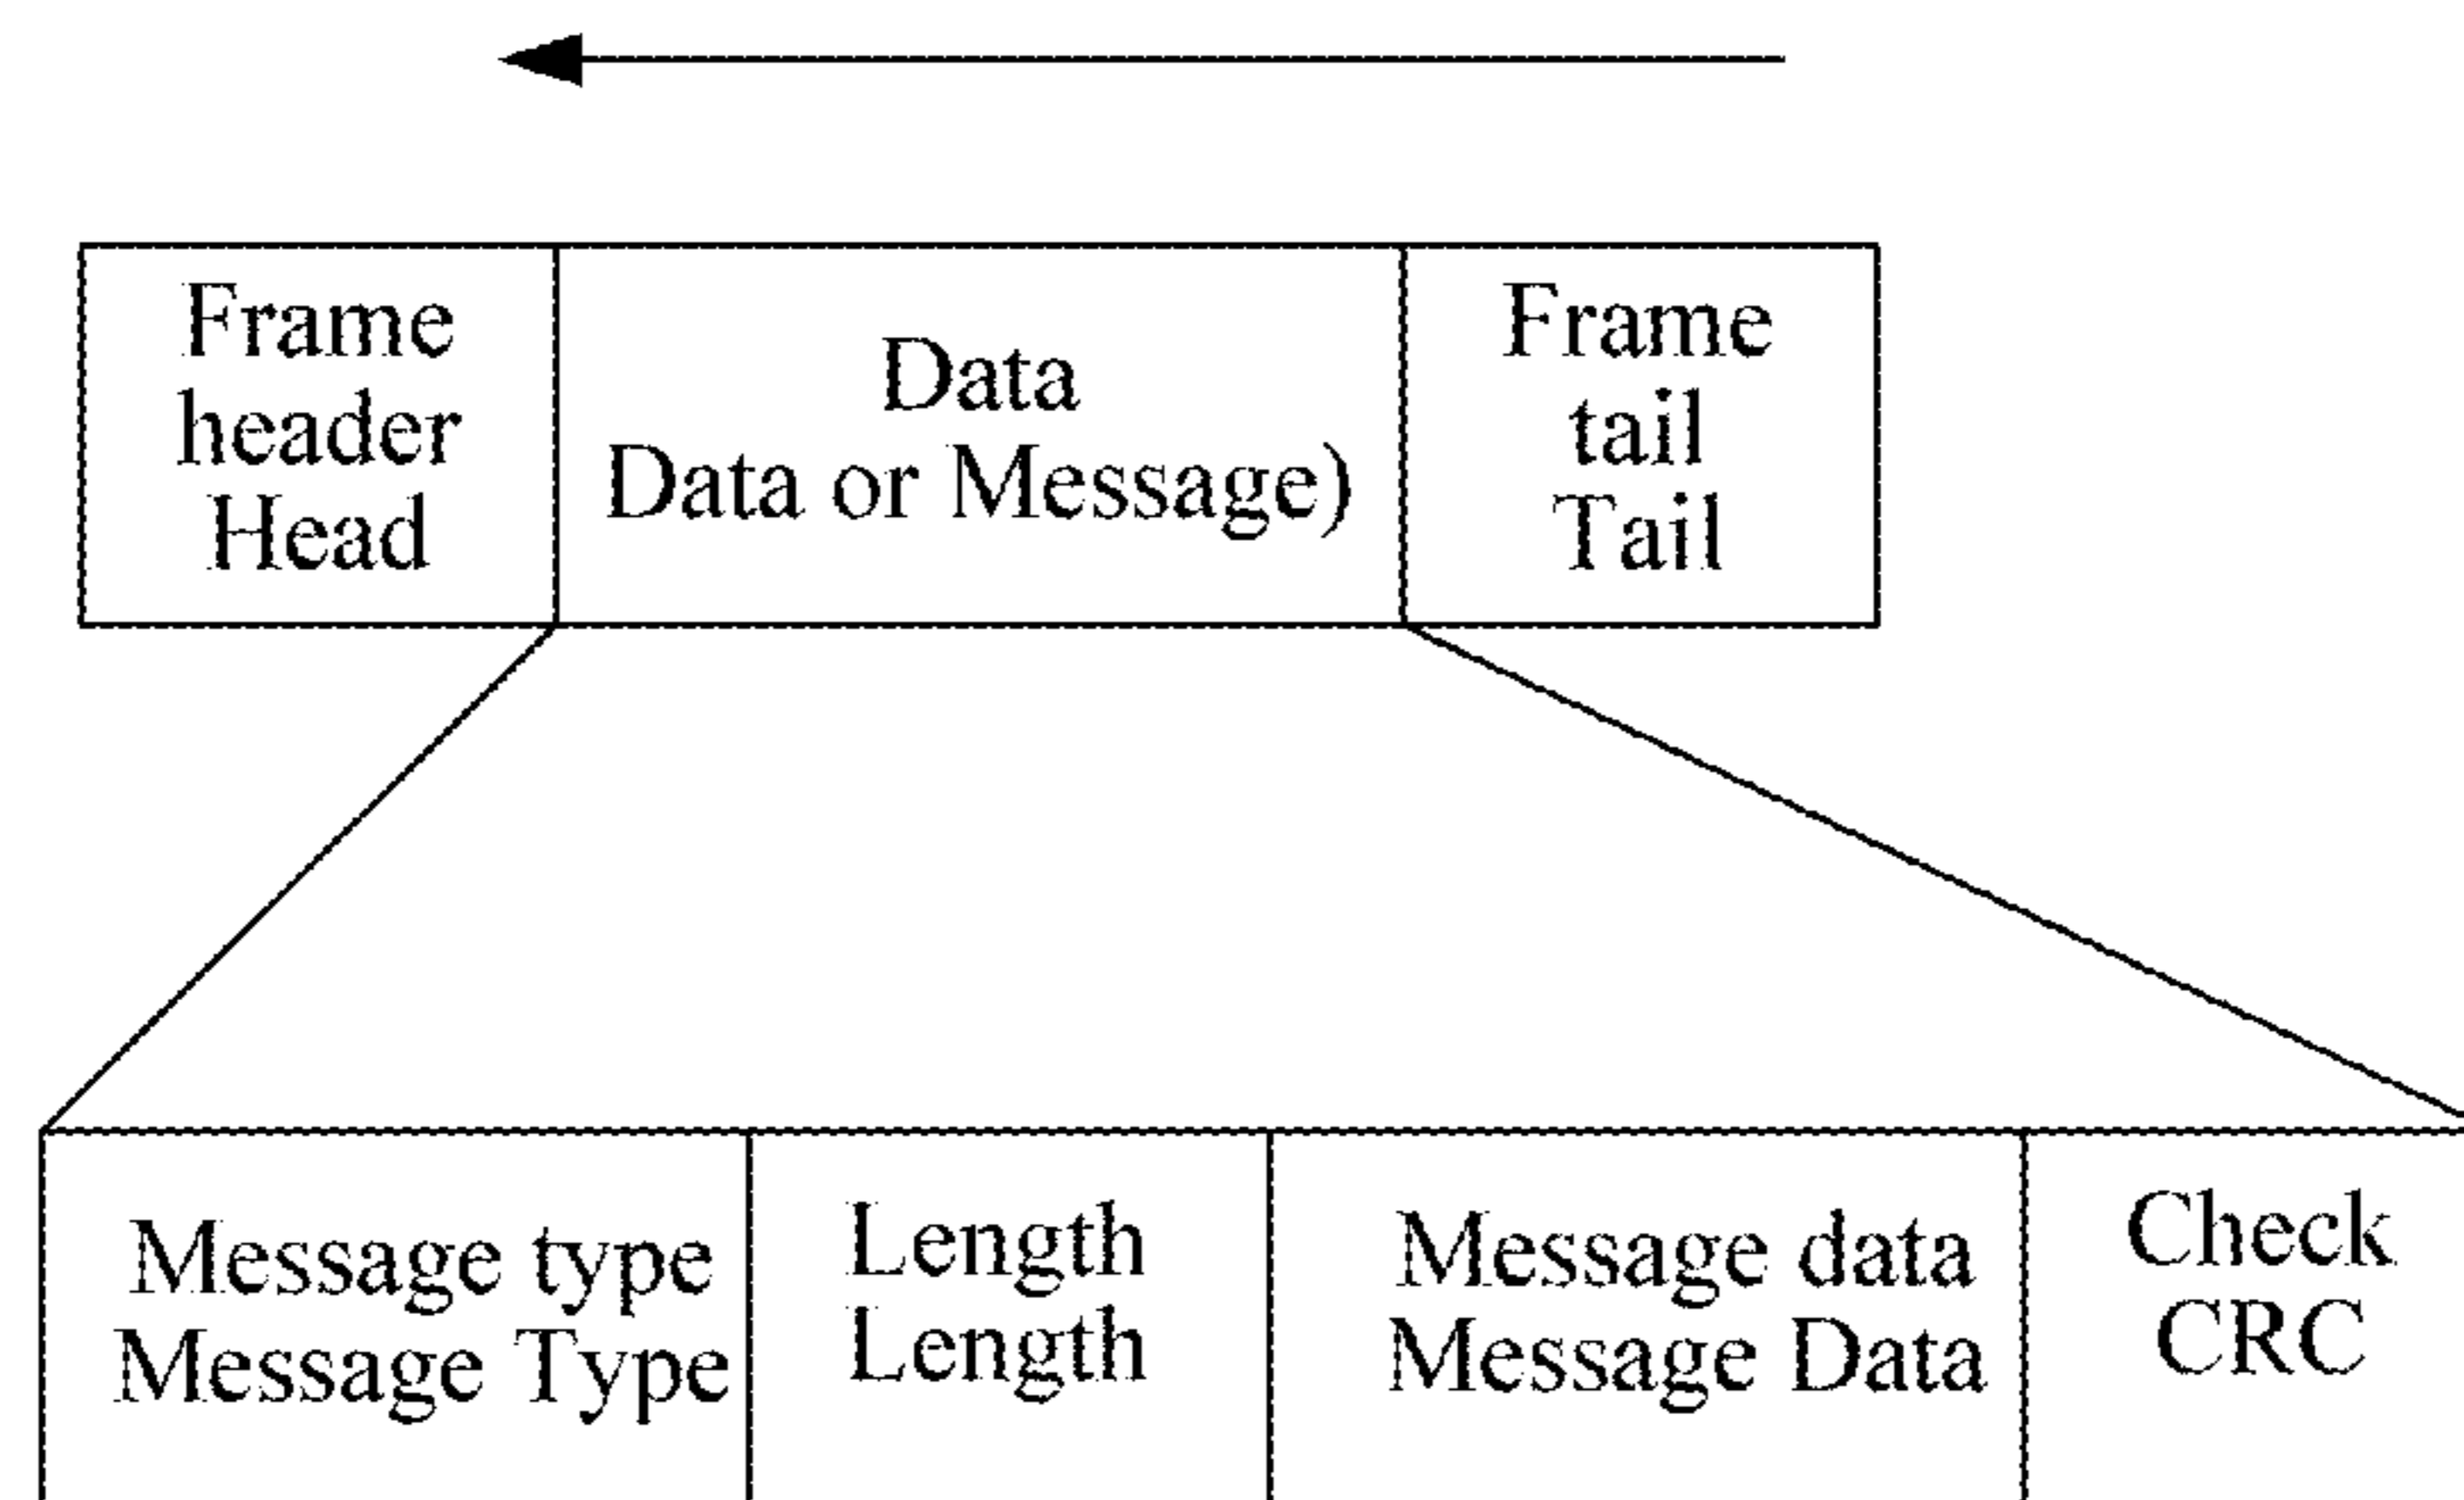 Frame
header
Head
Data
Data or Message)
Frame
tail
Tail
Message type
Message Type
Length
Length
Message data
Message Data
Check
CRC